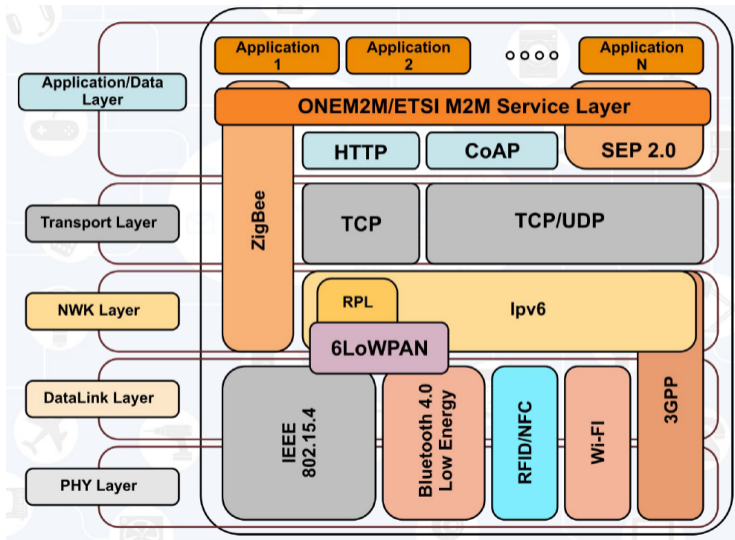 Application
1
Application
2
Application
N
Application/Data
Layer
ONEM2M/ETSI M2M Service Layer
HTTP
CoAP
SEP 2.0
ZigBee
Transport Layer
TCP
TCP/UDP
NWK Layer
RPL
Ipv6
6LoWPAN
DataLink Layer
IEEE
802.15.4
Bluetooth 4.0
Low Energy
RFID/NFC
Wi-FI
3GPP
PHY Layer